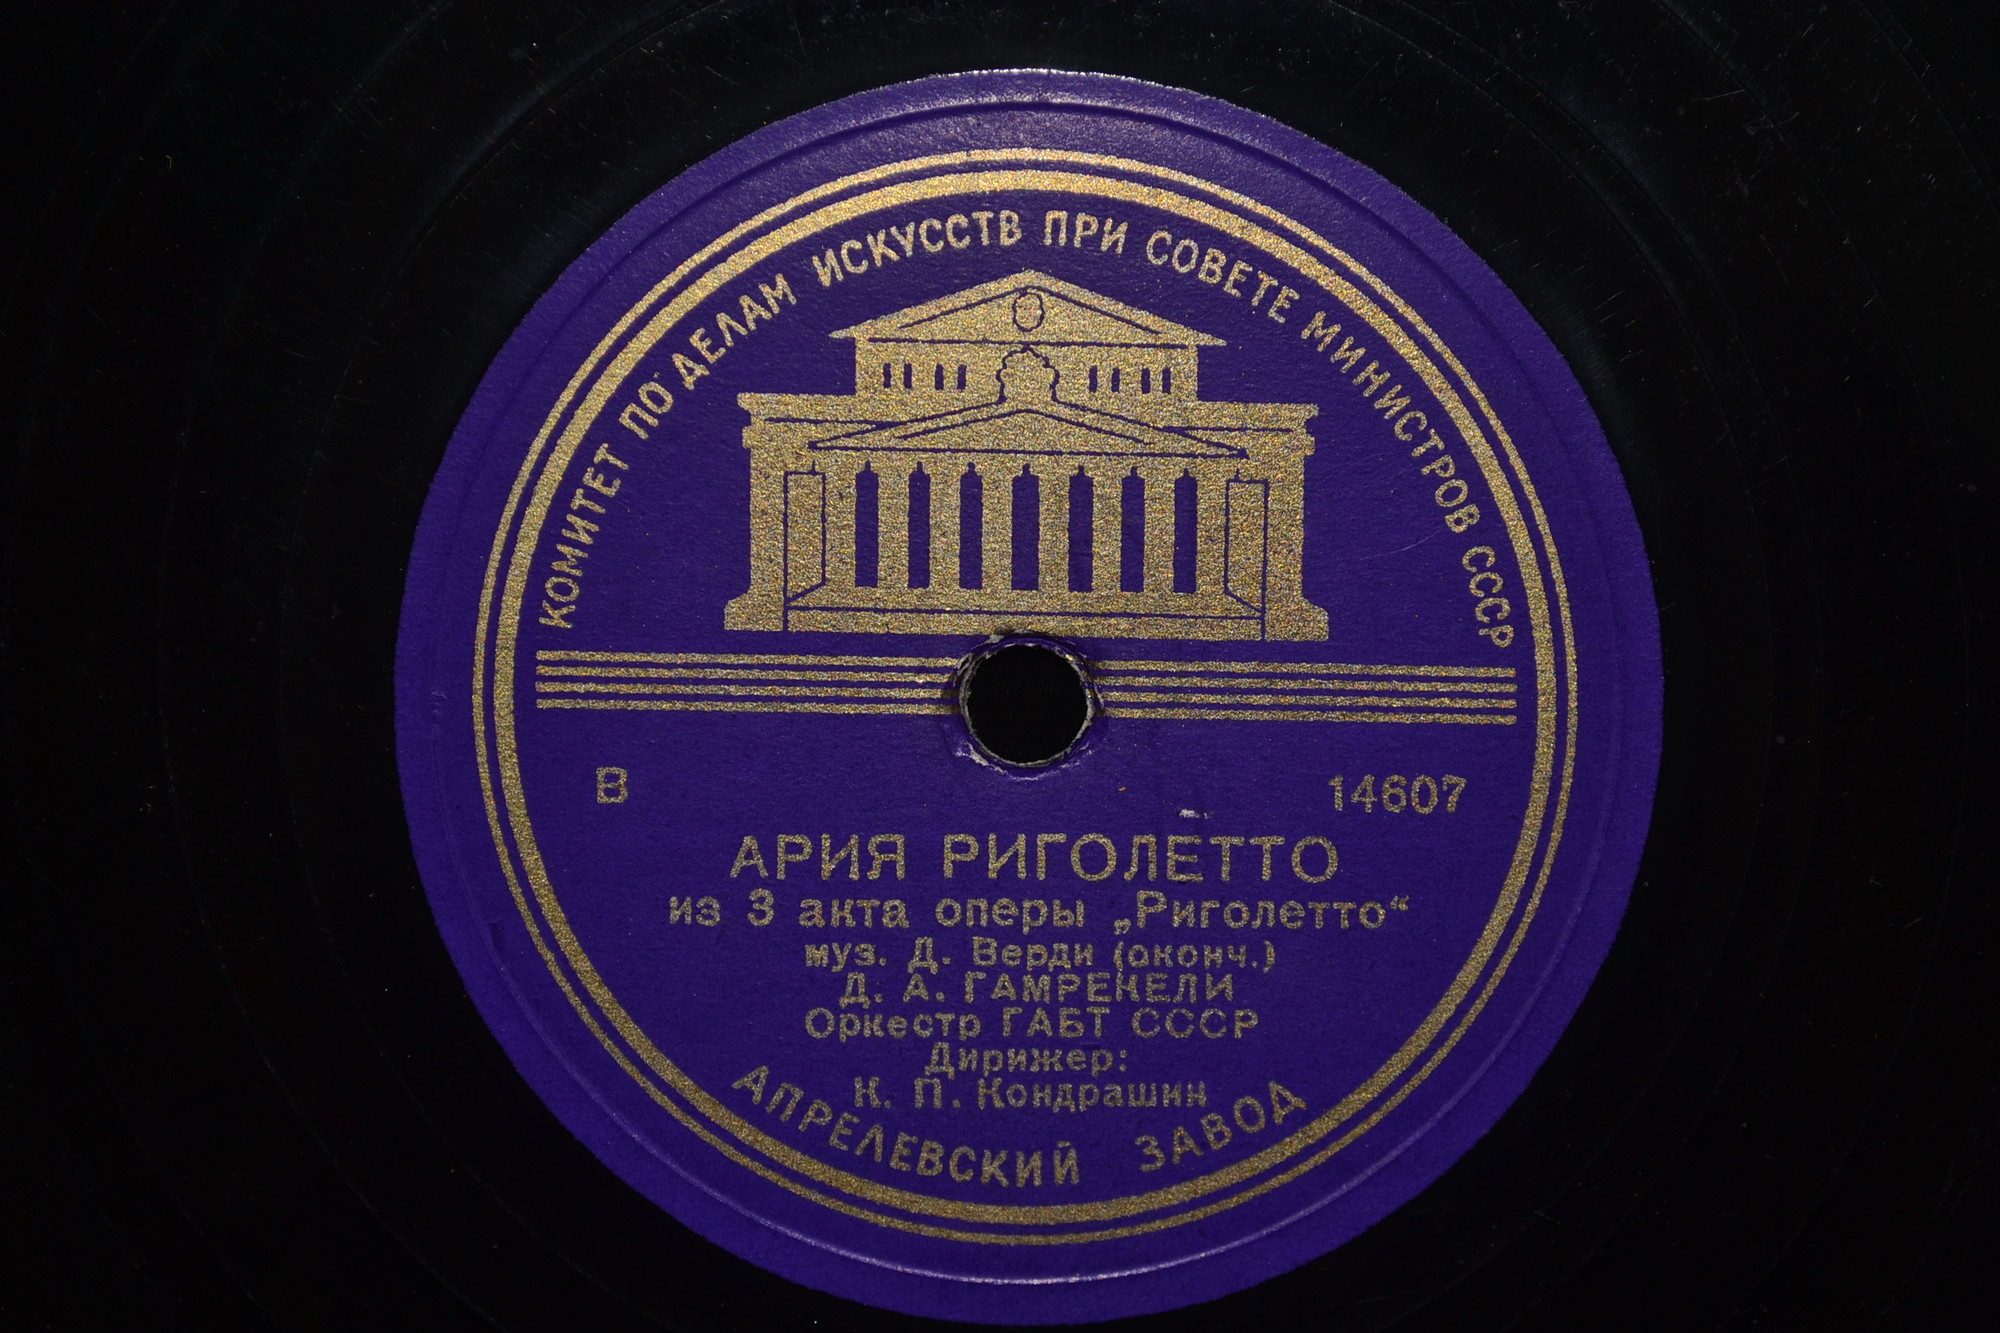 КОМИТЕТ ПО ДЕЛАМ ИСКУССТВ ПРИ СОВЕТЕ МИНИСТРОВ СССР
В 14607
АРИЯ РИГОЛЕТТО
из 3 акта оперы „Риголетто“
муз. Д. Верди (оконч.)
Д. А. ГАМРЕКЕЛИ
Оркестр ГАБТ СССР
Дирижер:
К. П. Кондрашин
АПРЕЛЕВСКИЙ ЗАВОД